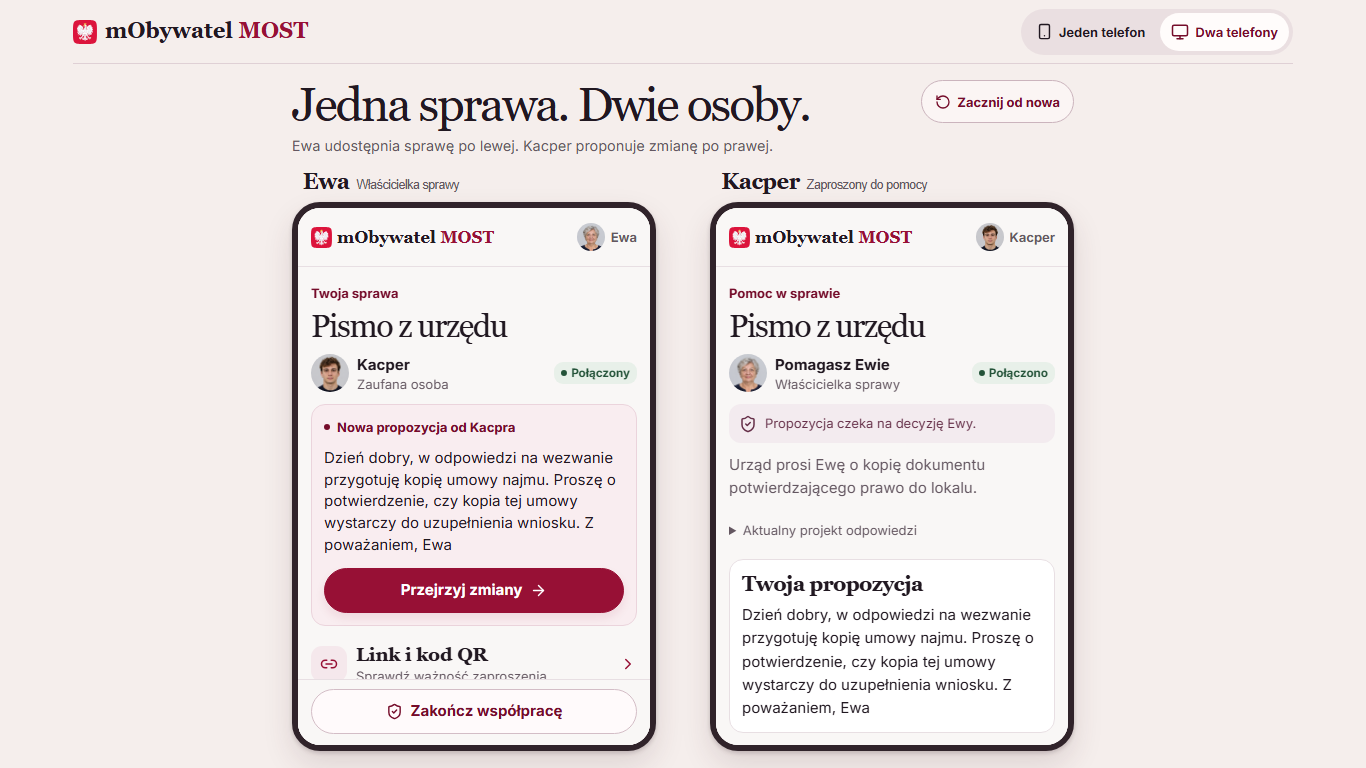 mObywatel MOST
Jeden telefon
Dwa telefony
Jedna sprawa. Dwie osoby.
Zacznij od nowa
Ewa udostępnia sprawę po lewej. Kacper proponuje zmianę po prawej.
Ewa Właścicielka sprawy
mObywatel MOST
Ewa
Twoja sprawa
Pismo z urzędu
Kacper
Zaufana osoba
Połączony
Nowa propozycja od Kacpra
Dzień dobry, w odpowiedzi na wezwanie
przygotuję kopię umowy najmu. Proszę o
potwierdzenie, czy kopia tej umowy
wystarczy do uzupełnienia wniosku. Z
poważaniem, Ewa
Przejrzyj zmiany
Link i kod QR
Sprawdź ważność zaproszenia
Zakończ współpracę
Kacper Zaproszony do pomocy
mObywatel MOST
Kacper
Pomoc w sprawie
Pismo z urzędu
Pomagasz Ewie
Właścicielka sprawy
Połączono
Propozycja czeka na decyzję Ewy.
Urząd prosi Ewę o kopię dokumentu
potwierdzającego prawo do lokalu.
Aktualny projekt odpowiedzi
Twoja propozycja
Dzień dobry, w odpowiedzi na wezwanie
przygotuję kopię umowy najmu. Proszę o
potwierdzenie, czy kopia tej umowy
wystarczy do uzupełnienia wniosku. Z
poważaniem, Ewa